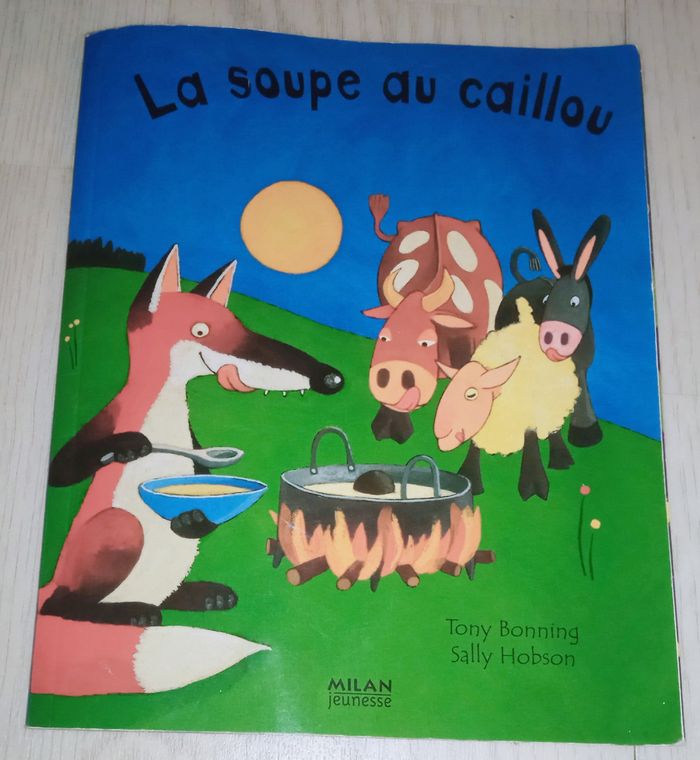 La soupe au caillou
Tony Bonning
Sally Hobson
MILAN
jeunesse